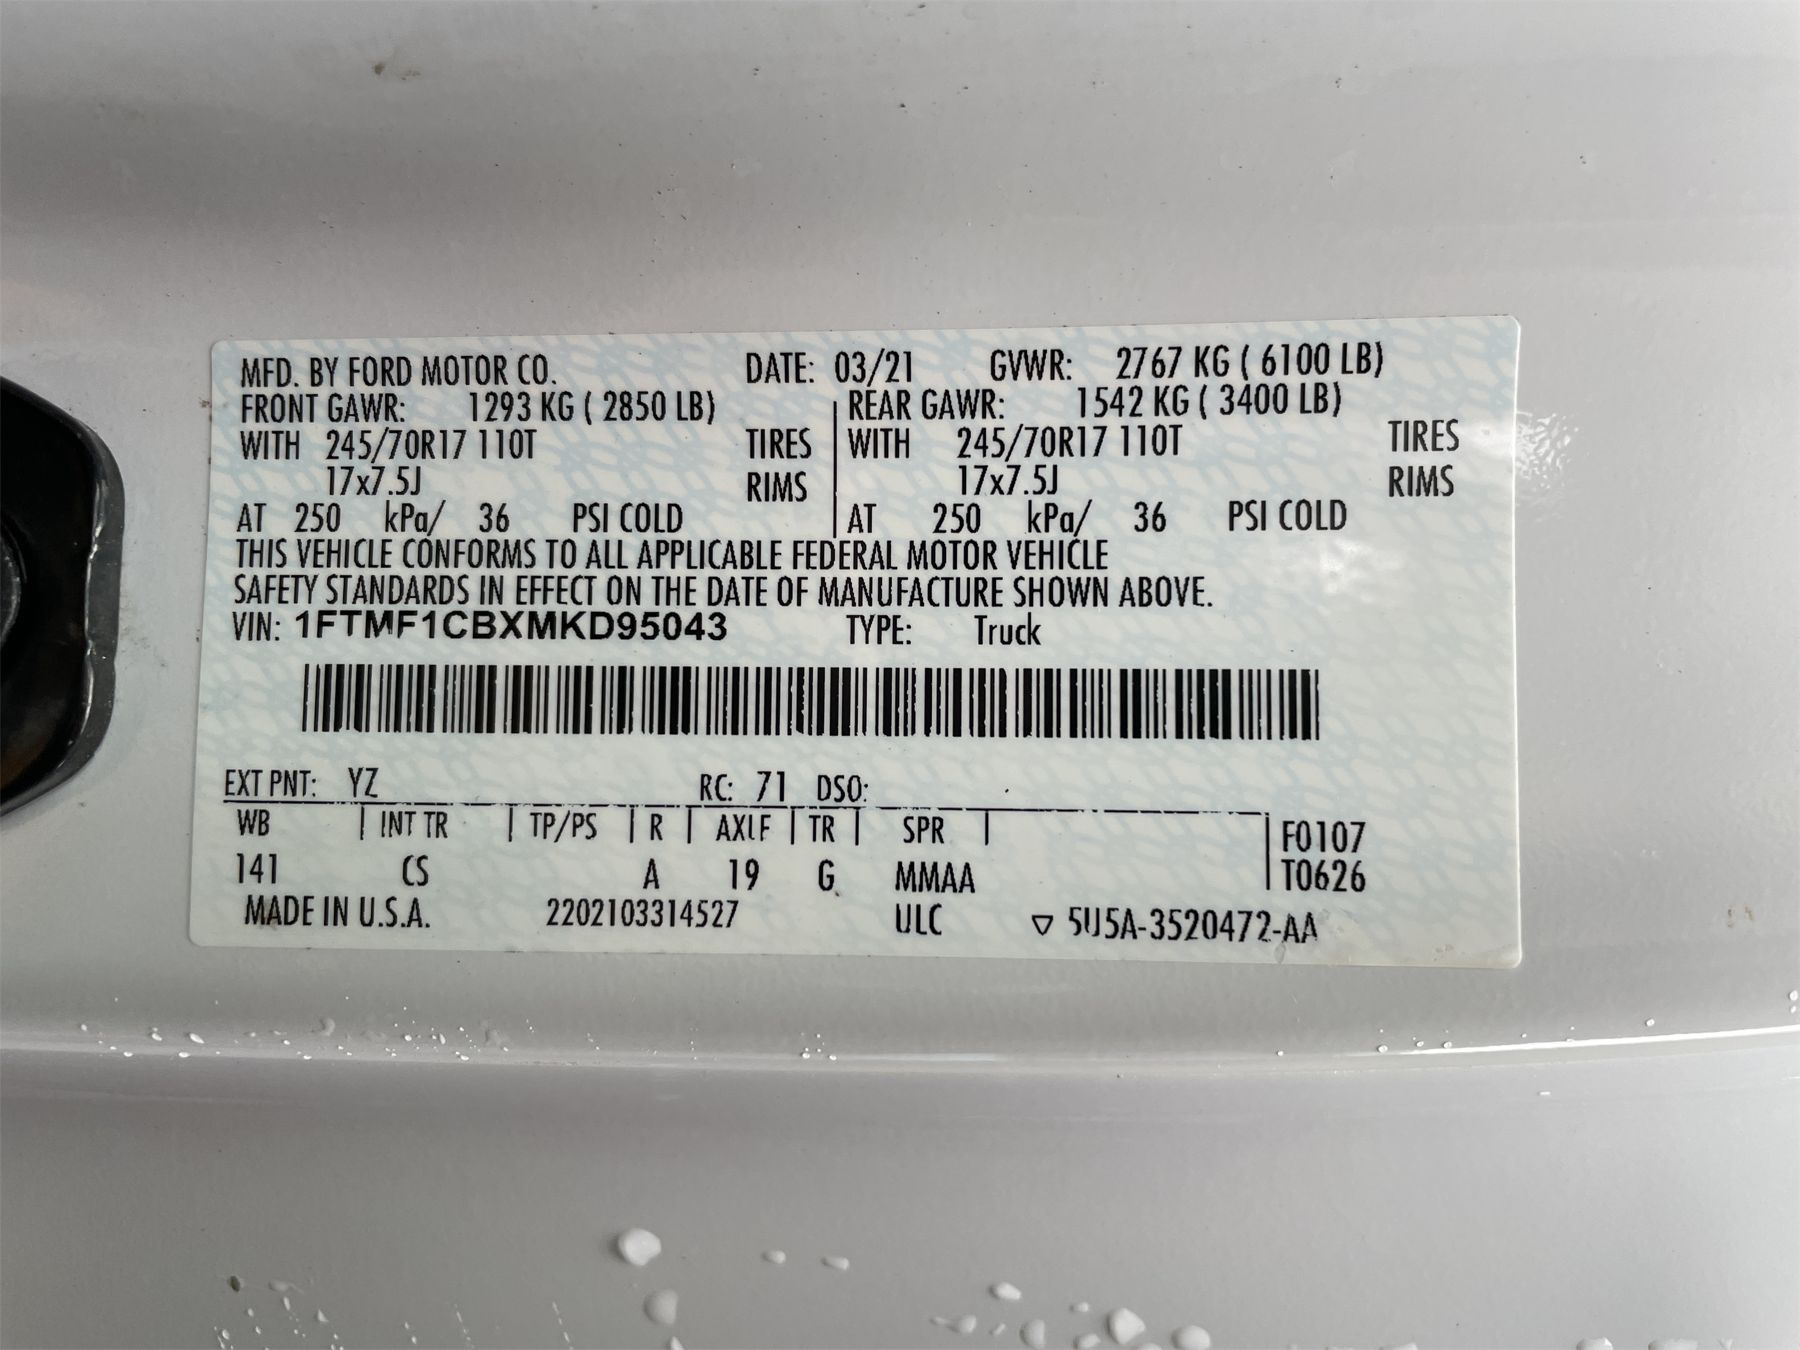 MFD. BY FORD MOTOR CO. DATE: 03/21 GVWR: 2767 KG ( 6100 LB)
FRONT GAWR: 1293 KG ( 2850 LB) REAR GAWR: 1542 KG ( 3400 LB)
WITH 245/70R17 110T TIRES WITH 245/70R17 110T TIRES
17x7.5J RIMS 17x7.5J RIMS
AT 250 kPa/ 36 PSI COLD AT 250 kPa/ 36 PSI COLD
THIS VEHICLE CONFORMS TO ALL APPLICABLE FEDERAL MOTOR VEHICLE
SAFETY STANDARDS IN EFFECT ON THE DATE OF MANUFACTURE SHOWN ABOVE.
VIN: 1FTMF1CBXMKD95043 TYPE: Truck
EXT PNT: YZ RC: 71 DSO:
WB | INT TR | TP/PS | R | AXLE | TR | SPR | F0107
141 CS A 19 G MMAA T0626
MADE IN U.S.A. 2202103314527 ULC ▽ 5U5A-3520472-AA